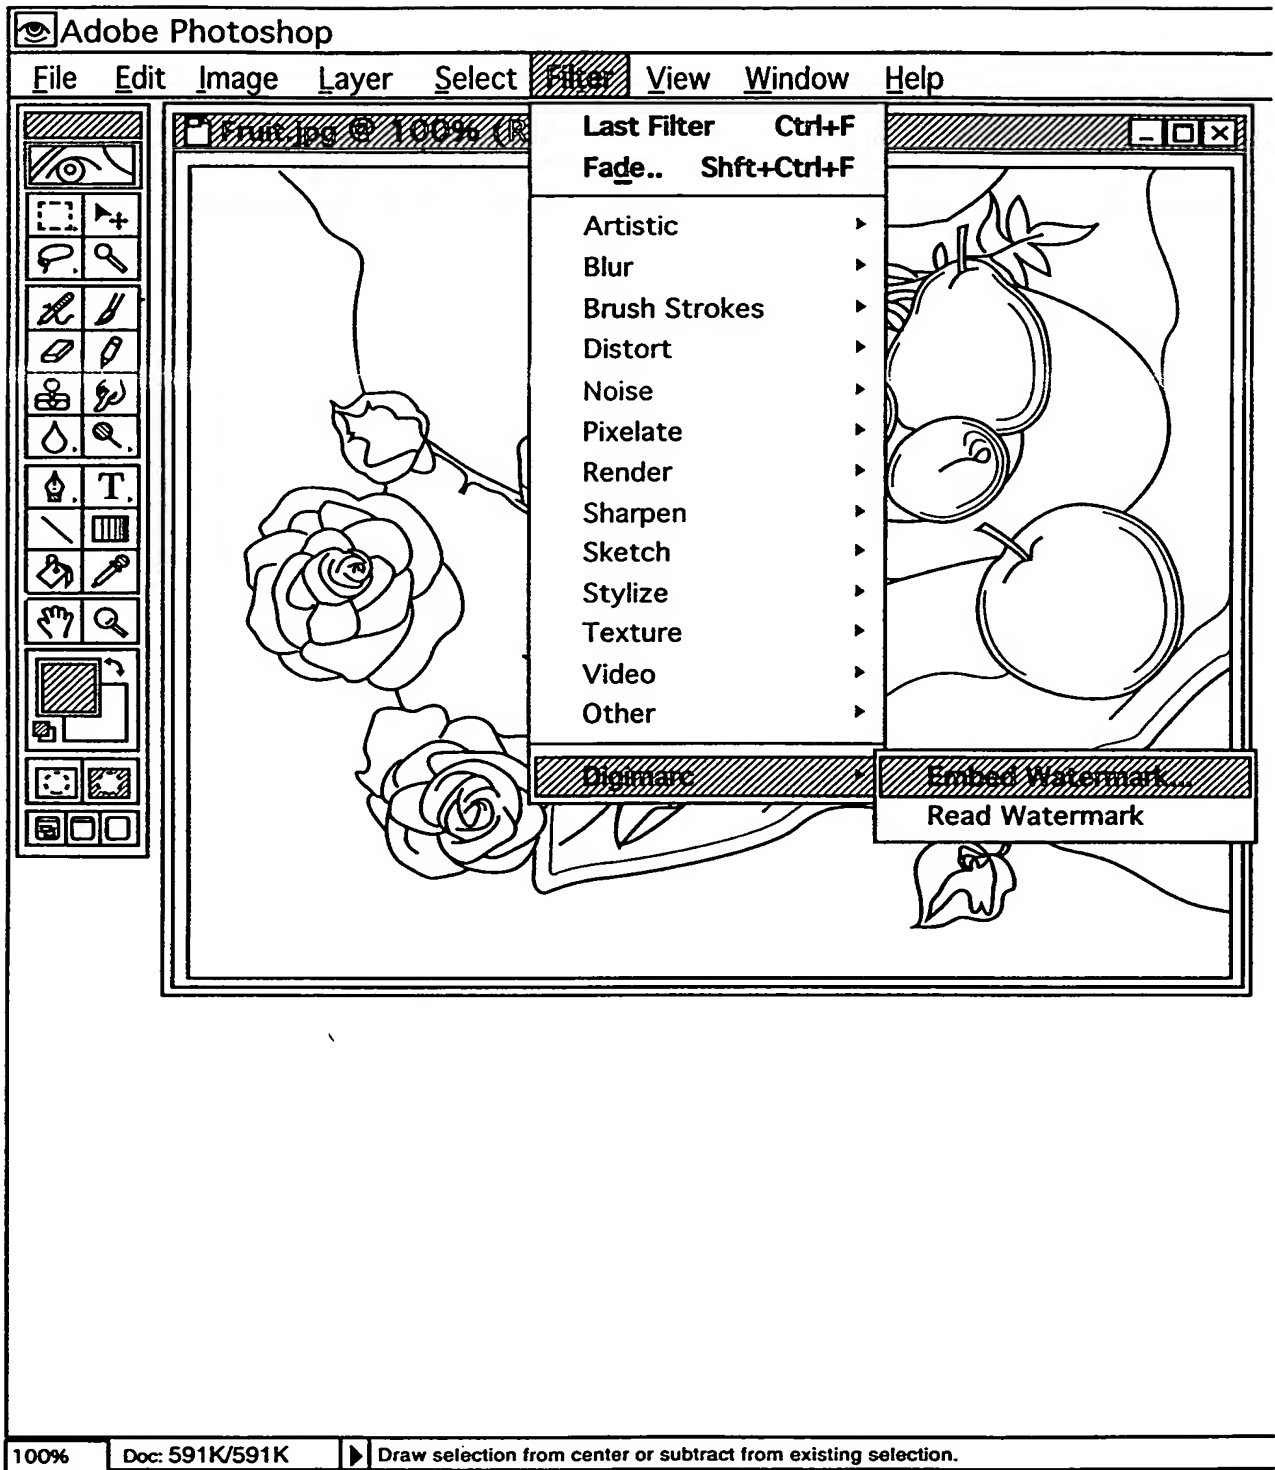 Adobe Photoshop
File Edit Image Layer Select Filter View Window Help
Fruit.jpg @ 100% (R
Last Filter Ctrl+F
Fade.. Shft+Ctrl+F
Artistic
Blur
Brush Strokes
Distort
Noise
Pixelate
Render
Sharpen
Sketch
Stylize
Texture
Video
Other
Digimarc
Embed Watermark...
Read Watermark
T
100% Doc: 591K/591K Draw selection from center or subtract from existing selection.